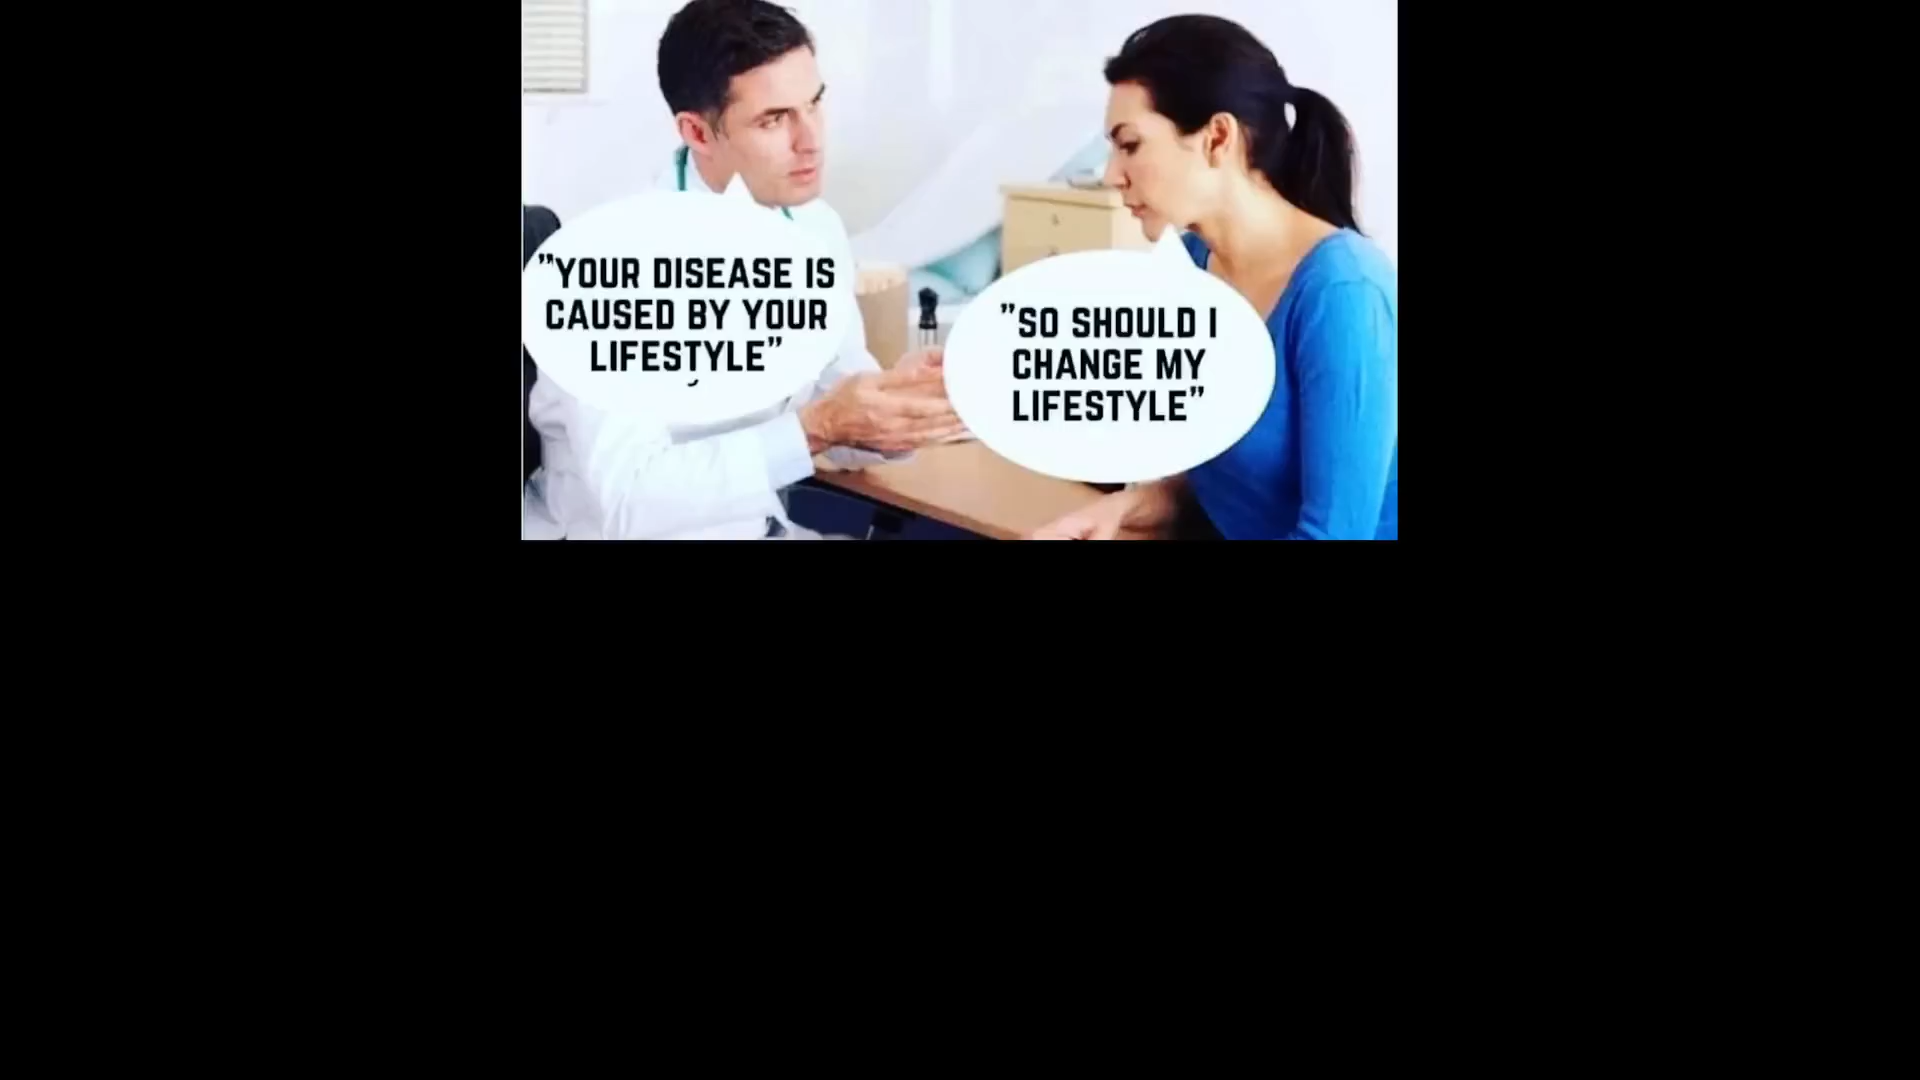 "YOUR DISEASE IS
CAUSED BY YOUR
LIFESTYLE"
"SO SHOULD I
CHANGE MY
LIFESTYLE"